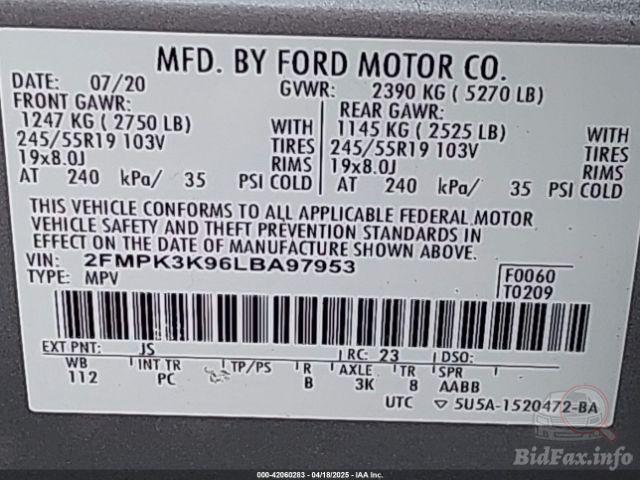 MFD. BY FORD MOTOR CO.
DATE: 07/20 GVWR: 2390 KG ( 5270 LB)
FRONT GAWR: REAR GAWR:
1247 KG ( 2750 LB) WITH 1145 KG ( 2525 LB) WITH
245/55R19 103V TIRES 245/55R19 103V TIRES
19x8.0J RIMS 19x8.0J RIMS
AT 240 kPa/ 35 PSI COLD AT 240 kPa/ 35 PSI COLD
THIS VEHICLE CONFORMS TO ALL APPLICABLE FEDERAL MOTOR
VEHICLE SAFETY AND THEFT PREVENTION STANDARDS IN
EFFECT ON THE DATE OF MANUFACTURE SHOWN ABOVE.
VIN: 2FMPK3K96LBA97953 F0060
TYPE: MPV T0209
EXT PNT: JS RC: 23 DSO:
WB INT TR TP/PS R AXLE TR SPR
112 PC B 3K 8 AABB
UTC ▽ 5U5A-1520472-BA
BidFax.info
000-42060283 - 04/18/2025 - IAA Inc.